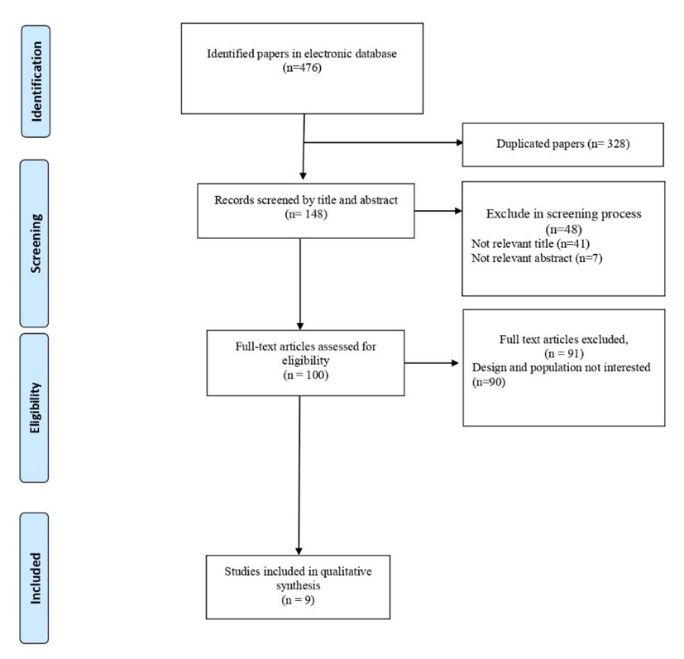 Identification
Identified papers in electronic database
(n=476)
Duplicated papers (n= 328)
Screening
Records screened by title and abstract
(n= 148)
Exclude in screening process
(n=48)
Not relevant title (n=41)
Not relevant abstract (n=7)
Eligibility
Full-text articles assessed for
eligibility
(n = 100)
Full text articles excluded,
(n = 91)
Design and population not interested
(n=90)
Included
Studies included in qualitative
synthesis
(n = 9)